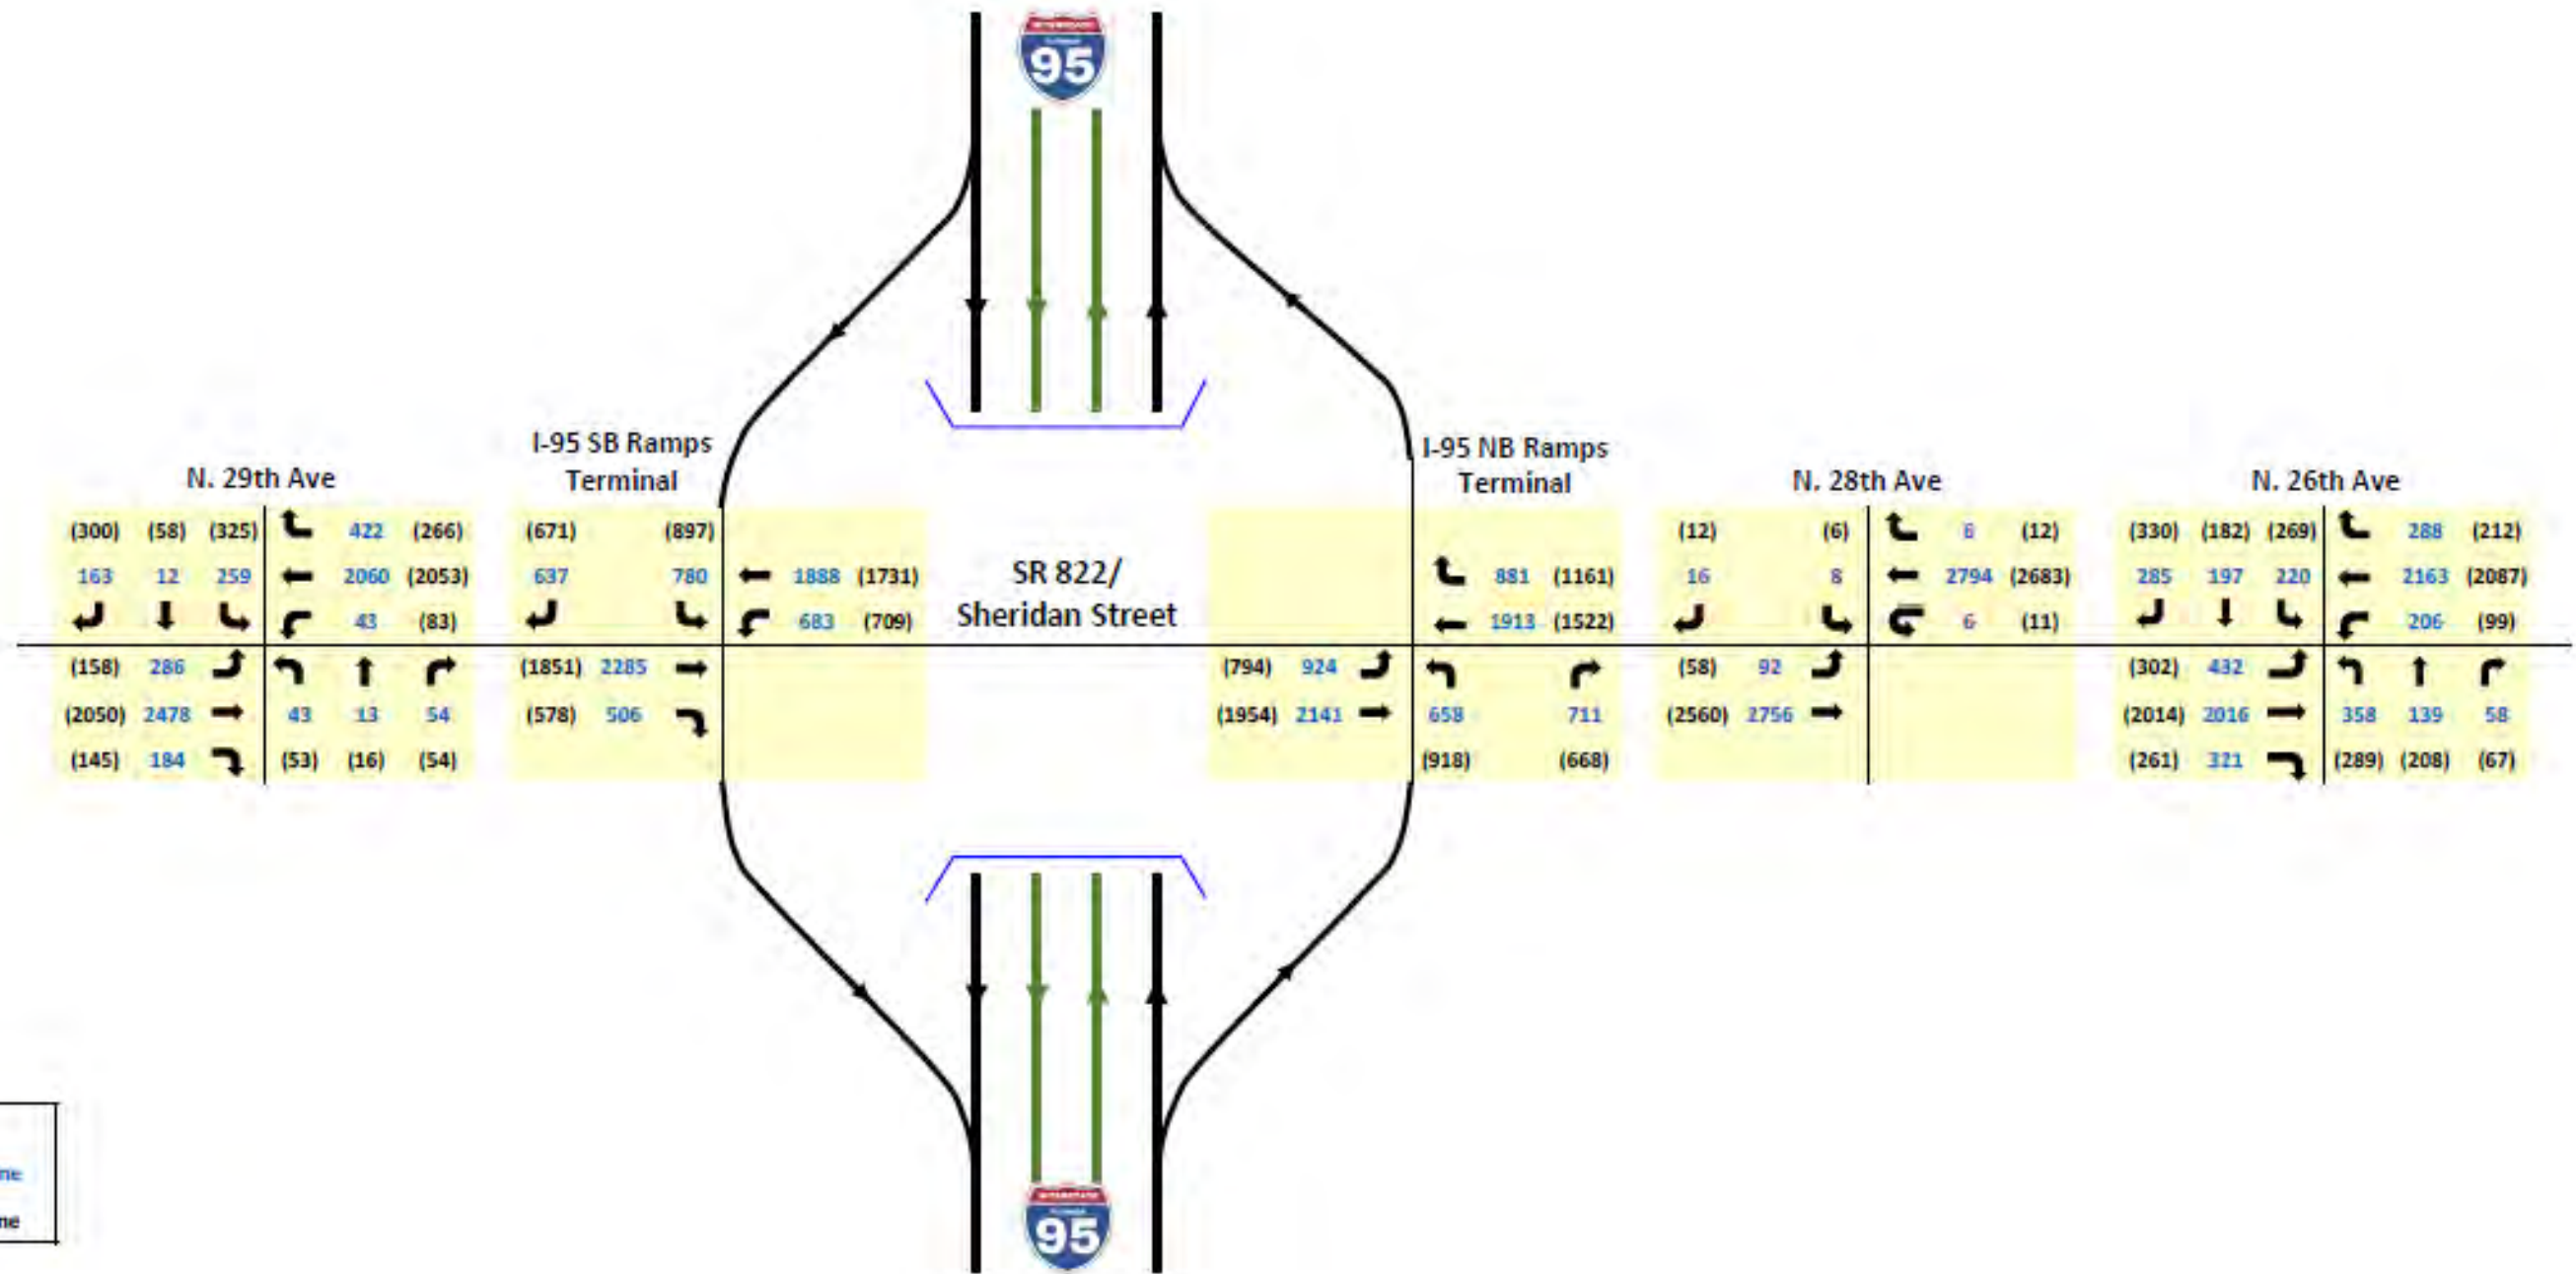 95
I-95 SB Ramps
Terminal
I-95 NB Ramps
Terminal
N. 29th Ave
N. 28th Ave
N. 26th Ave
(300) (58) (325) 422 (266)
163 12 259 2060 (2053)
43 (83)
(158) 286
(2050) 2478 43 13 54
(145) 184 (53) (16) (54)
(671) (897)
637 780 1888 (1731)
683 (709)
(1851) 2285
(578) 506
SR 822/
Sheridan Street
881 (1161)
1913 (1522)
(794) 924
(1954) 2141 658 711
(918) (668)
(12) (6) 6 (12)
16 8 2794 (2683)
6 (11)
(58) 92
(2560) 2756
(330) (182) (269) 288 (212)
285 197 220 2163 (2087)
206 (99)
(302) 432
(2014) 2016 358 139 58
(261) 321 (289) (208) (67)
me
me
INTERSTATE
95